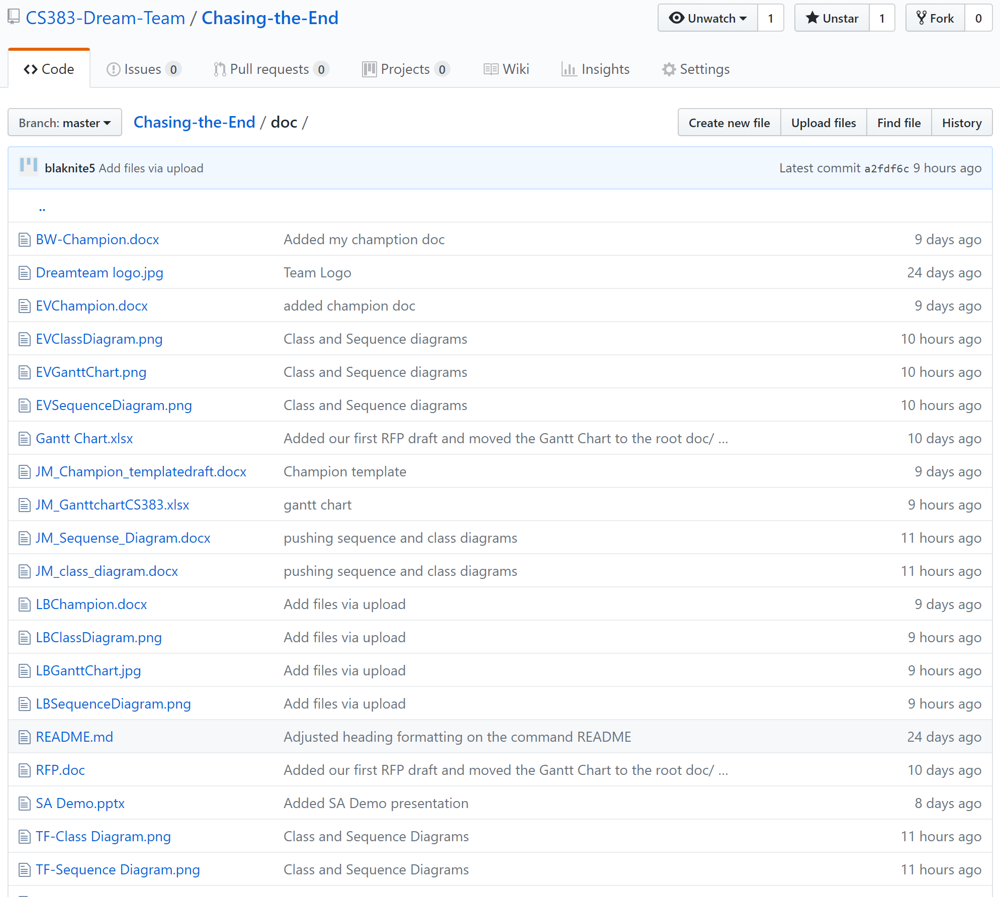 CS383-Dream-Team / Chasing-the-End Unwatch 1 Unstar 1 Fork 0
Code Issues 0 Pull requests 0 Projects 0 Wiki Insights Settings
Branch: master Chasing-the-End / doc / Create new file Upload files Find file History
blaknite5 Add files via upload Latest commit a2fdf6c 9 hours ago
..
BW-Champion.docx Added my chamption doc 9 days ago
Dreamteam logo.jpg Team Logo 24 days ago
EVChampion.docx added champion doc 9 days ago
EVClassDiagram.png Class and Sequence diagrams 10 hours ago
EVGanttChart.png Class and Sequence diagrams 10 hours ago
EVSequenceDiagram.png Class and Sequence diagrams 10 hours ago
Gantt Chart.xlsx Added our first RFP draft and moved the Gantt Chart to the root doc/ ... 10 days ago
JM_Champion_templatedraft.docx Champion template 9 days ago
JM_GanttchartCS383.xlsx gantt chart 9 hours ago
JM_Sequense_Diagram.docx pushing sequence and class diagrams 11 hours ago
JM_class_diagram.docx pushing sequence and class diagrams 11 hours ago
LBChampion.docx Add files via upload 9 days ago
LBClassDiagram.png Add files via upload 9 hours ago
LBGanttChart.jpg Add files via upload 9 hours ago
LBSequenceDiagram.png Add files via upload 9 hours ago
README.md Adjusted heading formatting on the command README 24 days ago
RFP.doc Added our first RFP draft and moved the Gantt Chart to the root doc/ ... 10 days ago
SA Demo.pptx Added SA Demo presentation 8 days ago
TF-Class Diagram.png Class and Sequence Diagrams 11 hours ago
TF-Sequence Diagram.png Class and Sequence Diagrams 11 hours ago